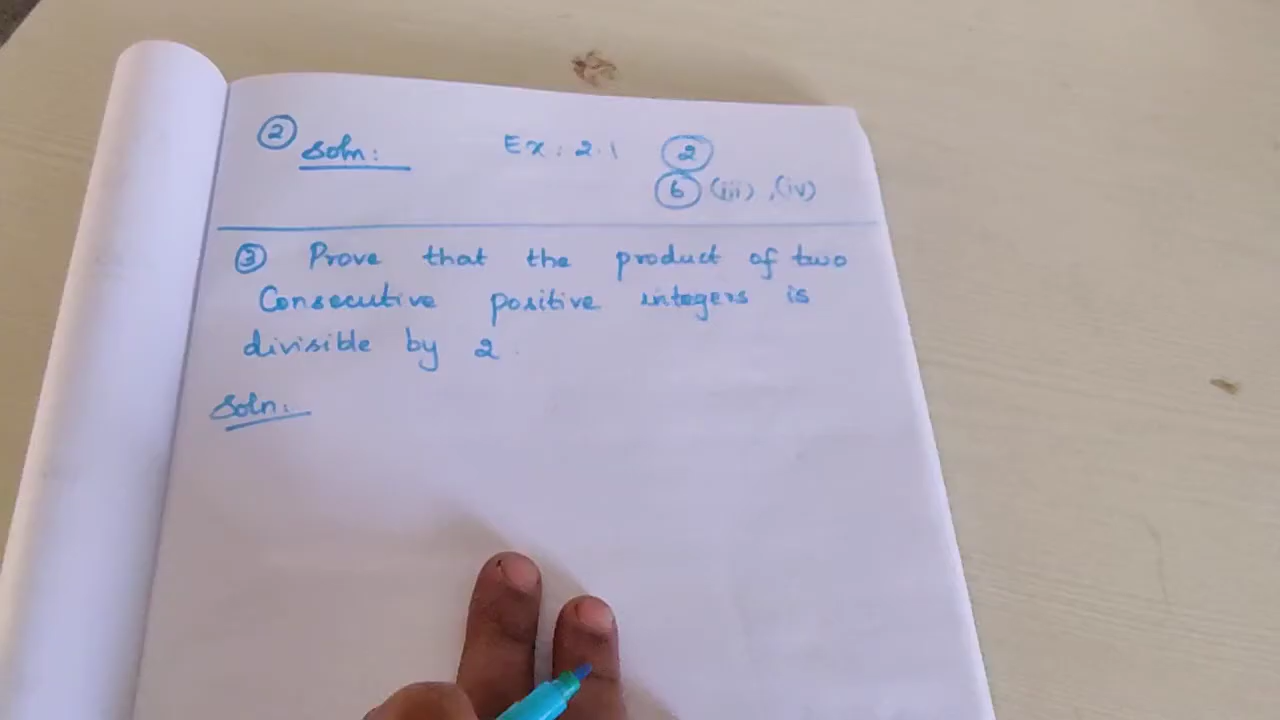 ② Soln: Ex: 2.1 ②
⑥ (iii), (iv)
③ Prove that the product of two
Consecutive positive integers is
divisible by 2.
Soln: